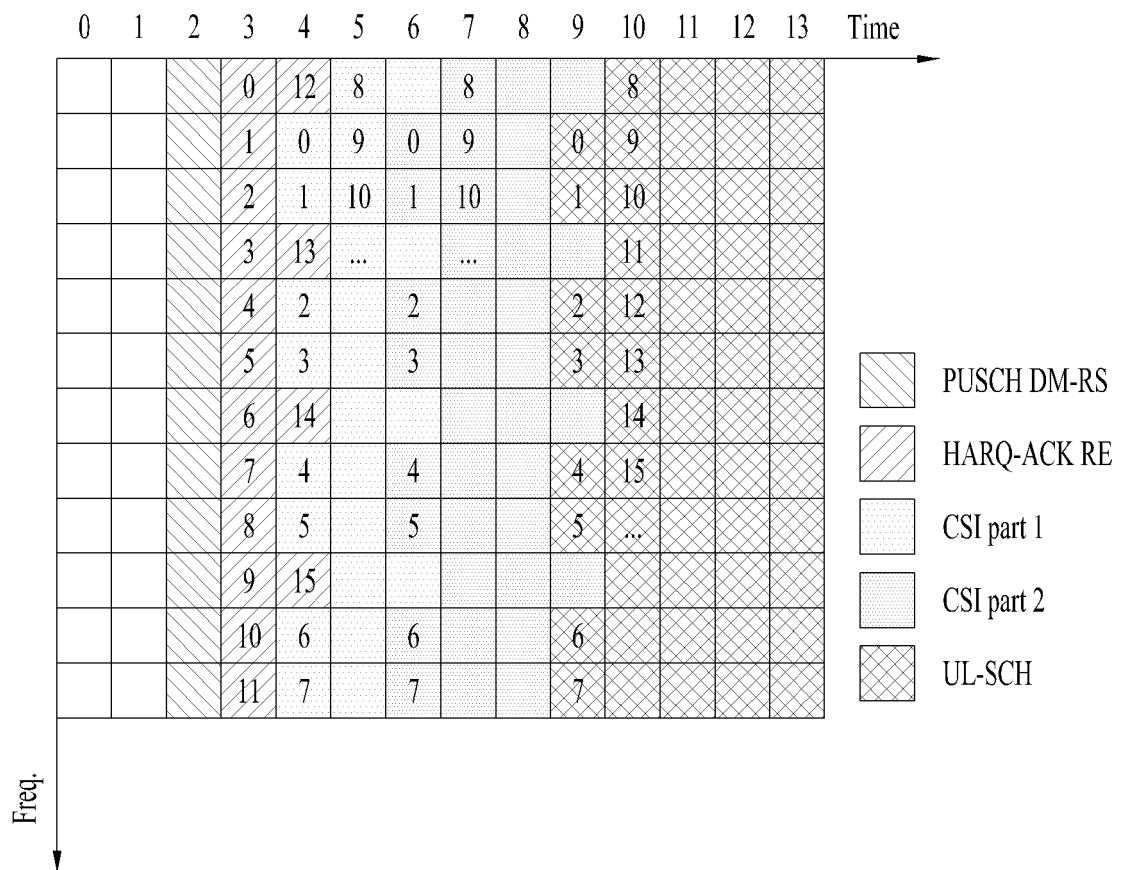 0 1 2 3 4 5 6 7 8 9 10 11 12 13 Time
0 12 8 8 8
1 0 9 0 9 0 9
2 1 10 1 10 1 10
3 13 ... ... 11
4 2 2 2 12
5 3 3 3 13
6 14 14
7 4 4 4 15
8 5 5 5 ...
9 15
10 6 6 6
11 7 7 7
PUSCH DM-RS
HARQ-ACK RE
CSI part 1
CSI part 2
UL-SCH
Freq.